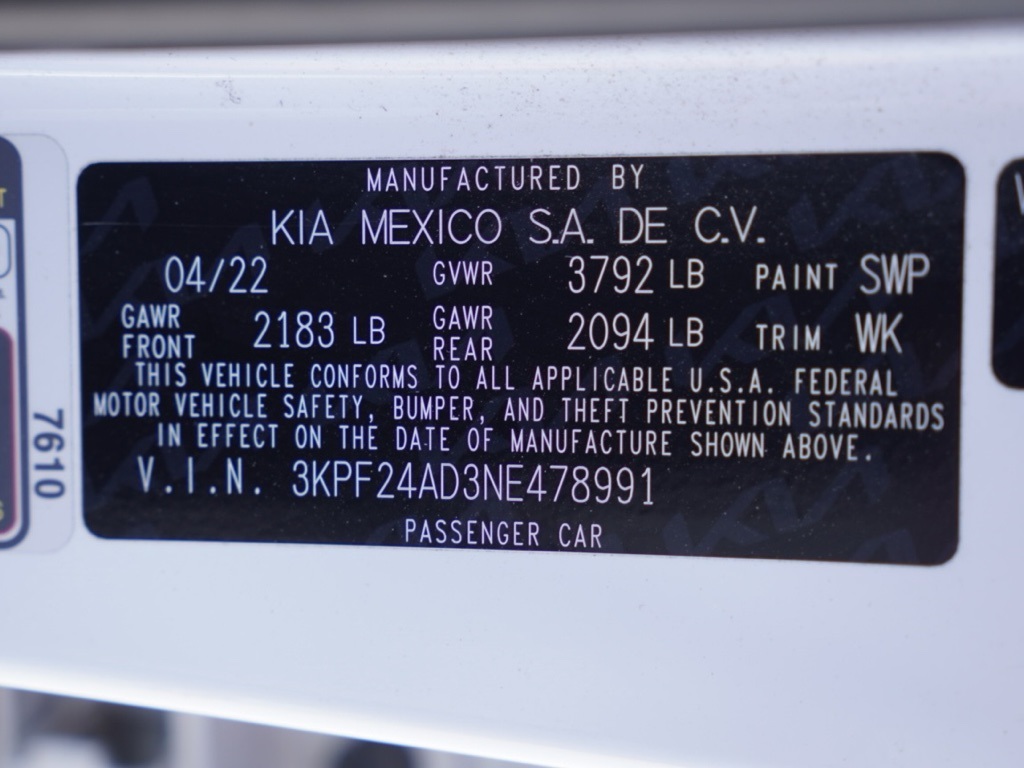 MANUFACTURED BY
KIA MEXICO S.A. DE C.V.
04/22 GVWR 3792 LB PAINT SWP
GAWR FRONT 2183 LB GAWR REAR 2094 LB TRIM WK
THIS VEHICLE CONFORMS TO ALL APPLICABLE U.S.A. FEDERAL
MOTOR VEHICLE SAFETY, BUMPER, AND THEFT PREVENTION STANDARDS
IN EFFECT ON THE DATE OF MANUFACTURE SHOWN ABOVE.
V.I.N. 3KPF24AD3NE478991
PASSENGER CAR
7610